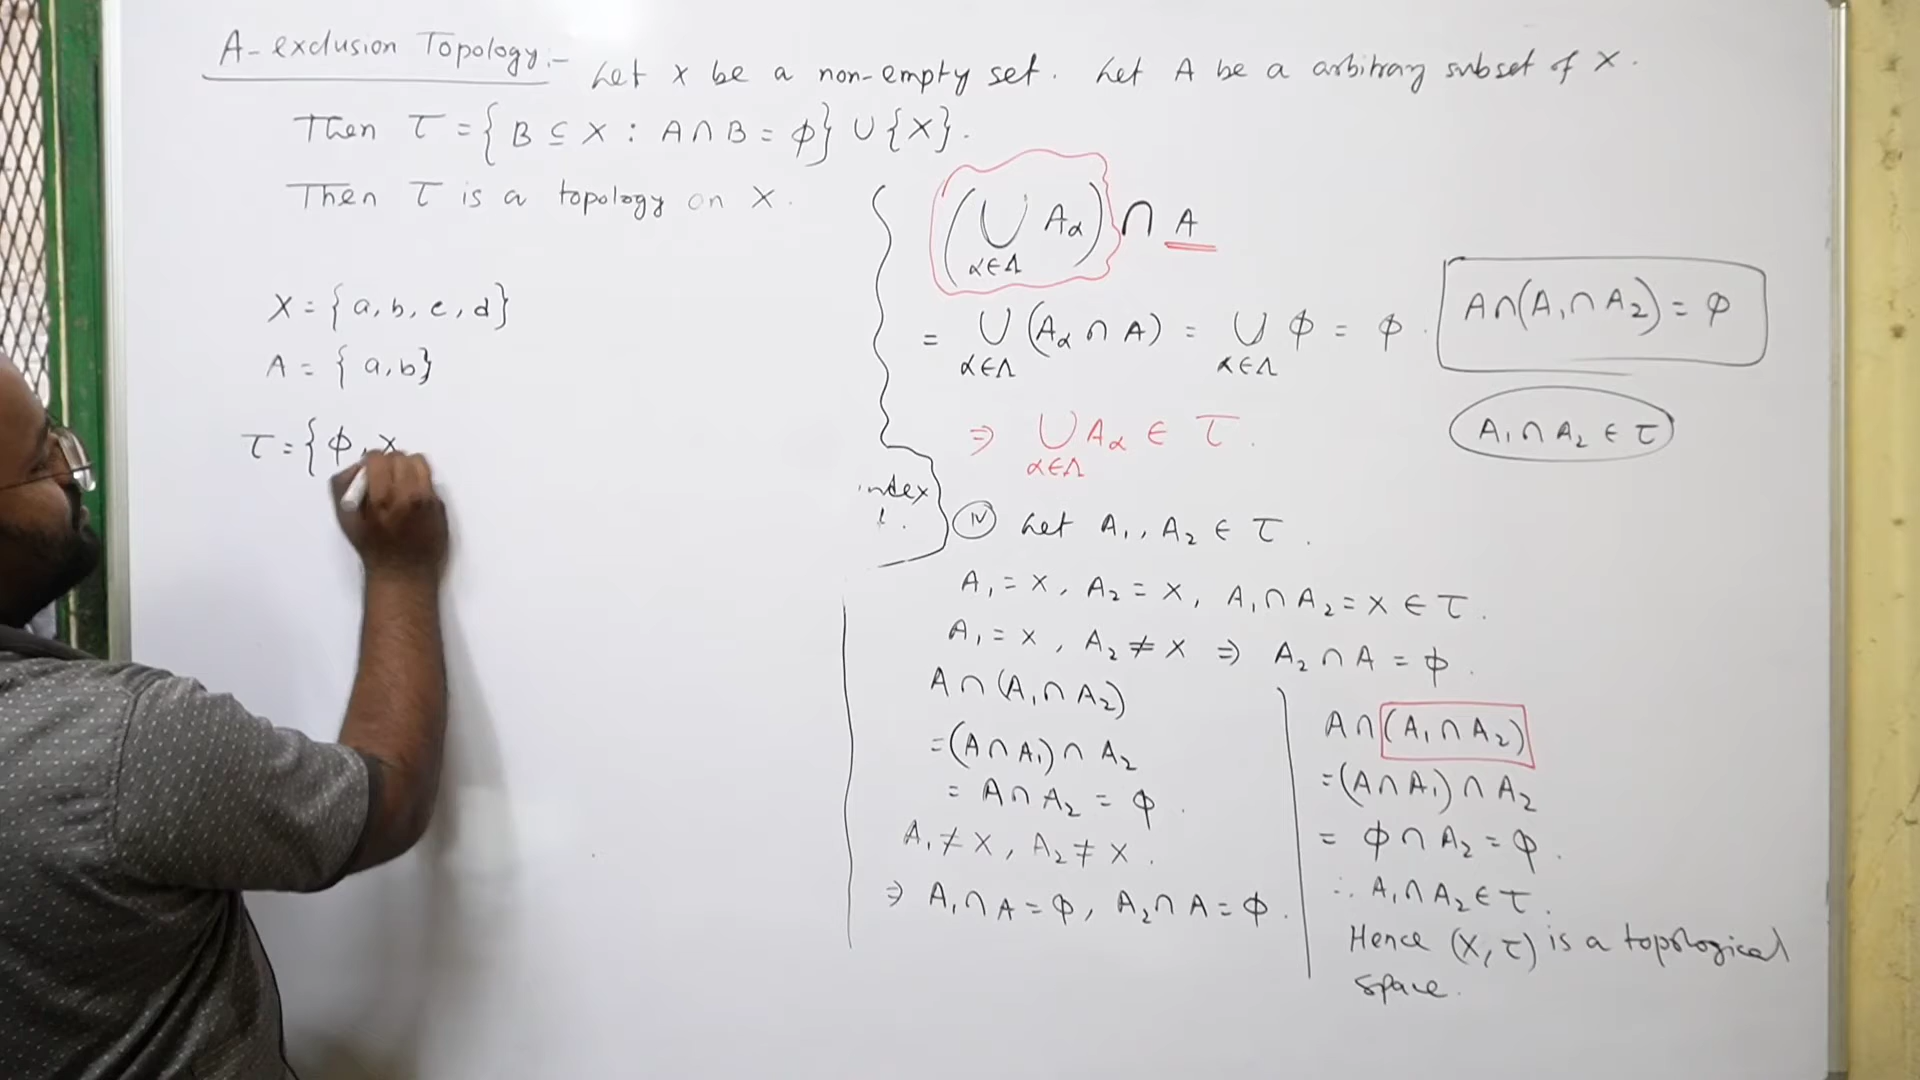 A-exclusion Topology:- Let X be a non-empty set. Let A be a arbitrary subset of X.
Then τ = {B ⊆ X : A∩B = ϕ} ∪ {X}.
Then τ is a topology on X.
X = {a, b, c, d}
A = {a, b}
τ = {ϕ, X
(∪ Aα) ∩ A
α∈Λ
= ∪ (Aα ∩ A) = ∪ ϕ = ϕ.
α∈Λ α∈Λ
⇒ ∪ Aα ∈ τ.
α∈Λ
index
A∩(A₁∩A₂) = ϕ
A₁∩A₂ ∈ τ
(iv) Let A₁, A₂ ∈ τ.
A₁ = X, A₂ = X, A₁∩A₂ = X ∈ τ.
A₁ = X, A₂ ≠ X ⇒ A₂∩A = ϕ.
A∩(A₁∩A₂)
= (A∩A₁)∩A₂
= A∩A₂ = ϕ.
A₁ ≠ X, A₂ ≠ X.
⇒ A₁∩A = ϕ, A₂∩A = ϕ.
A∩(A₁∩A₂)
= (A∩A₁)∩A₂
= ϕ∩A₂ = ϕ.
∴ A₁∩A₂ ∈ τ.
Hence (X, τ) is a topological
space.